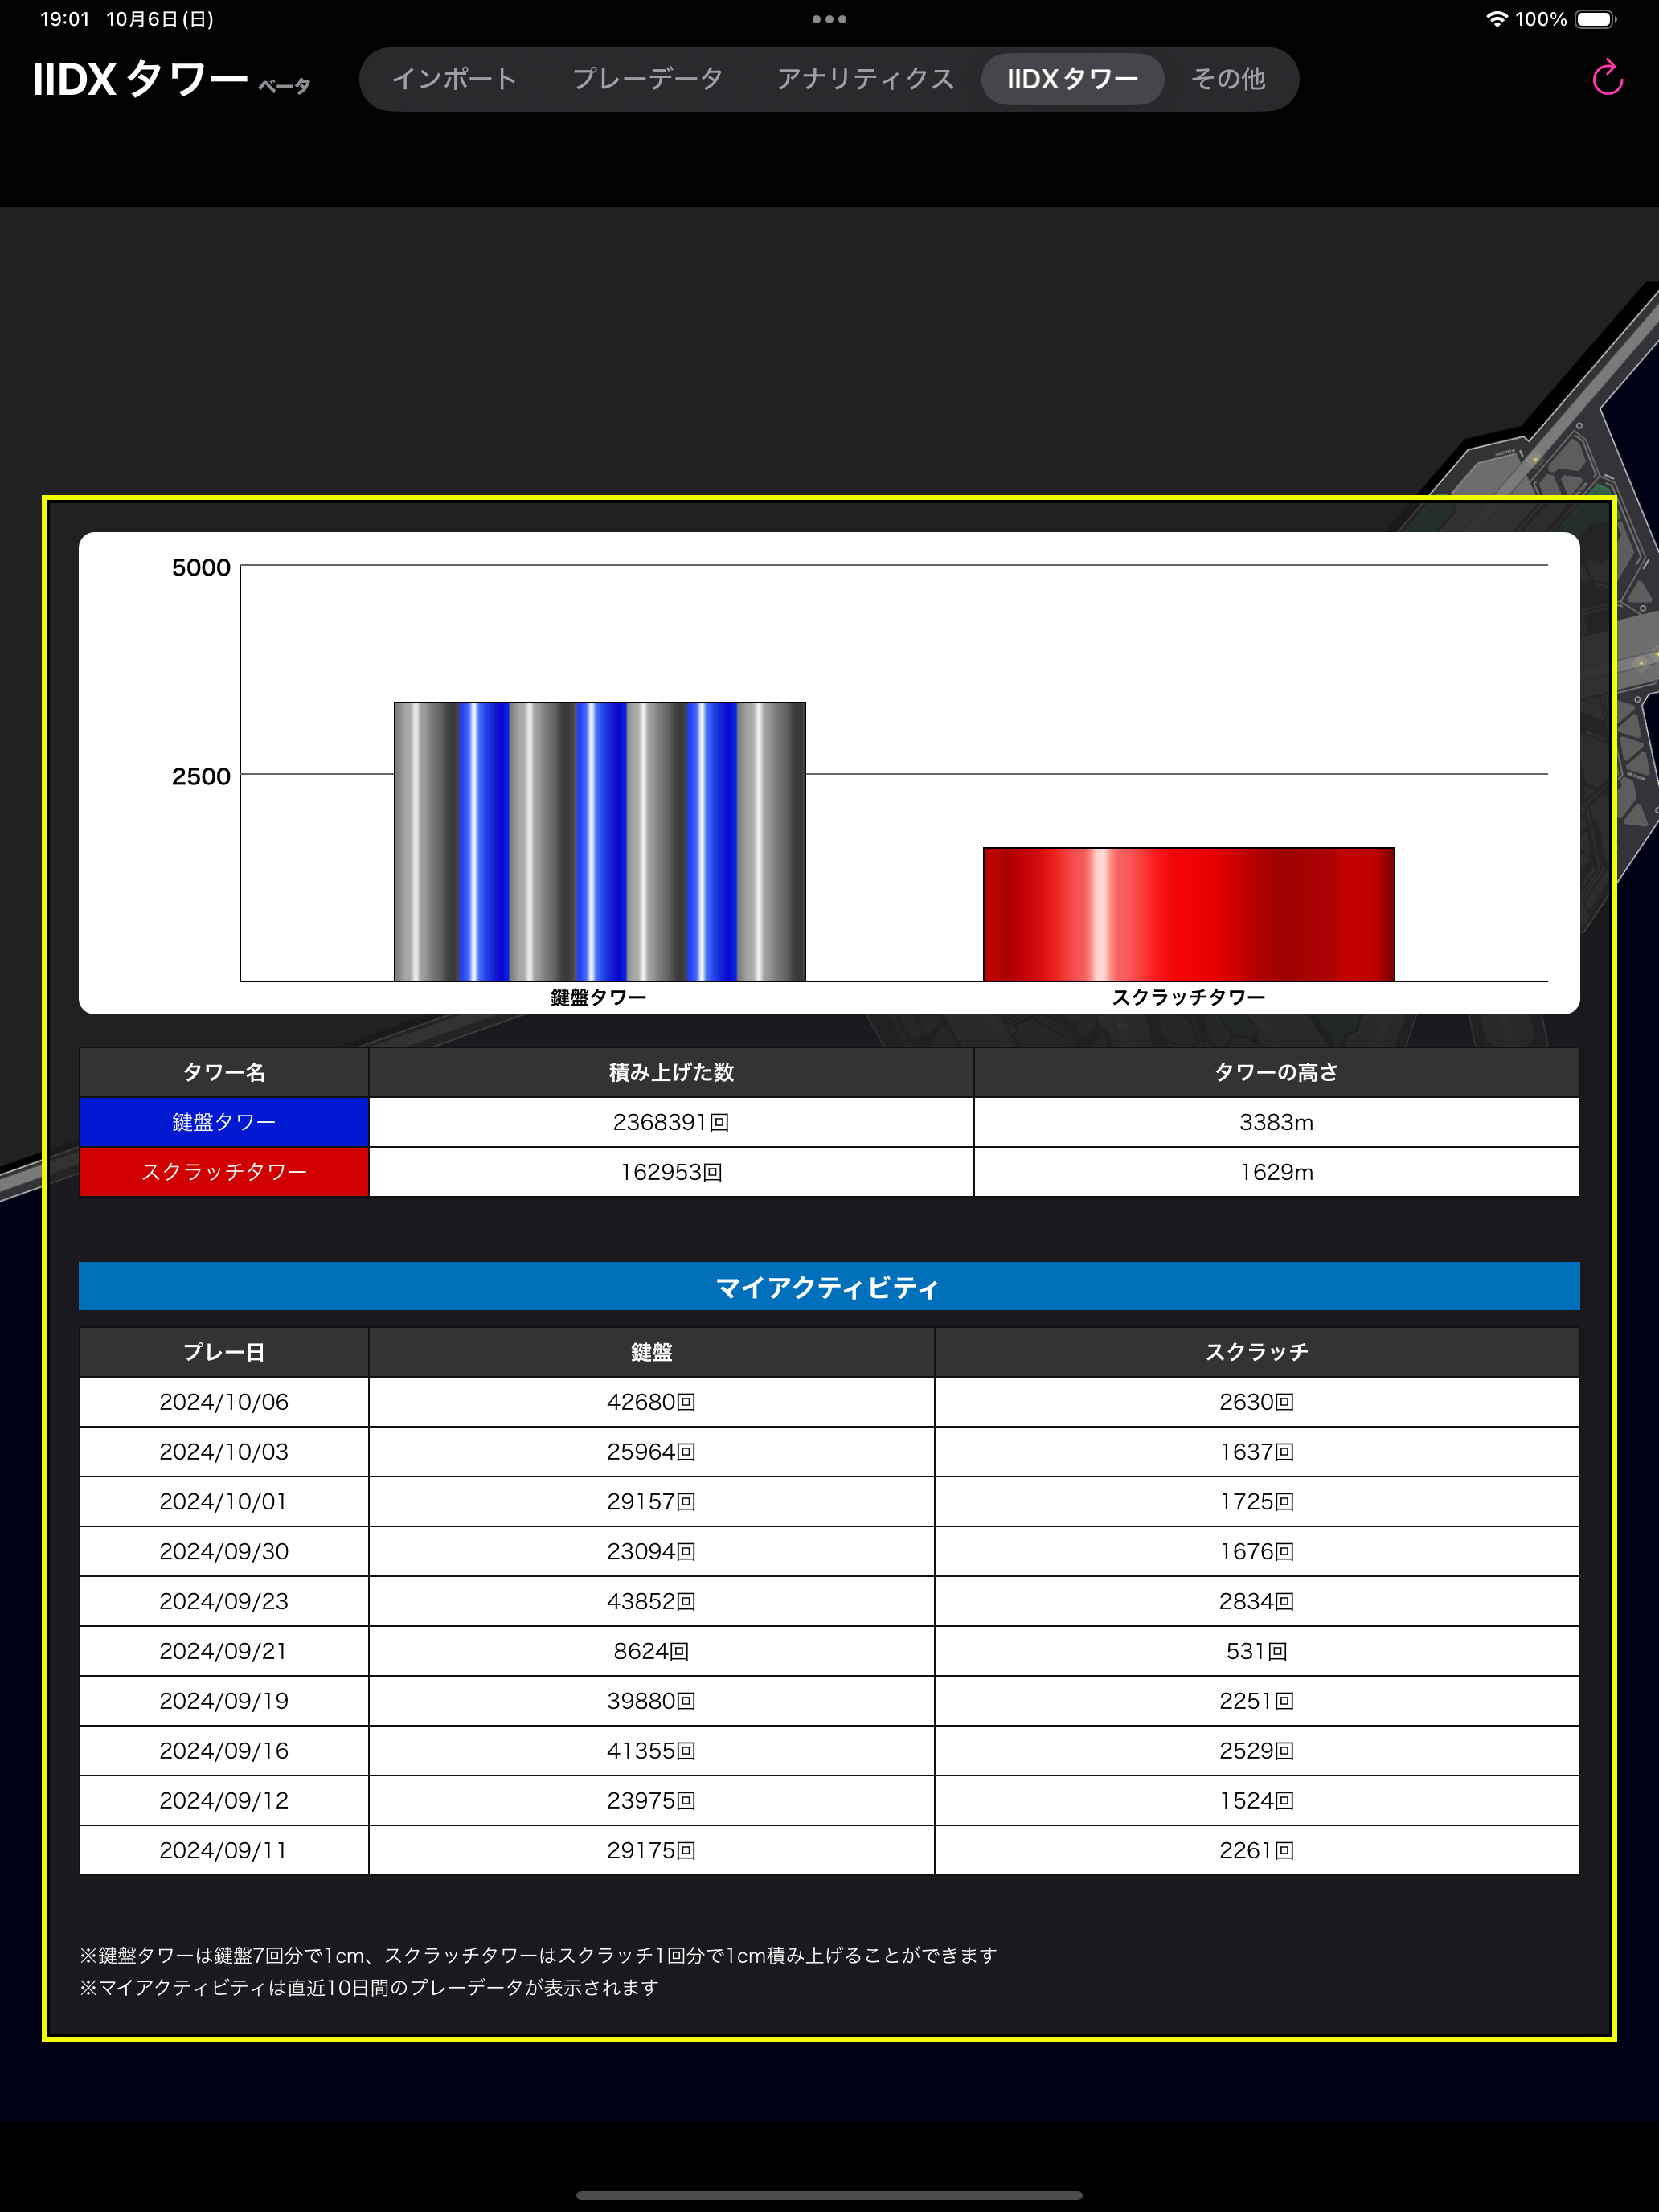 19:01 10月6日(日)
100%
IIDX タワー ベータ
インポート プレーデータ アナリティクス IIDXタワー その他
5000
2500
鍵盤タワー スクラッチタワー
タワー名 積み上げた数 タワーの高さ
鍵盤タワー 2368391回 3383m
スクラッチタワー 162953回 1629m
マイアクティビティ
プレー日 鍵盤 スクラッチ
2024/10/06 42680回 2630回
2024/10/03 25964回 1637回
2024/10/01 29157回 1725回
2024/09/30 23094回 1676回
2024/09/23 43852回 2834回
2024/09/21 8624回 531回
2024/09/19 39880回 2251回
2024/09/16 41355回 2529回
2024/09/12 23975回 1524回
2024/09/11 29175回 2261回
※鍵盤タワーは鍵盤7回分で1cm、スクラッチタワーはスクラッチ1回分で1cm積み上げることができます
※マイアクティビティは直近10日間のプレーデータが表示されます